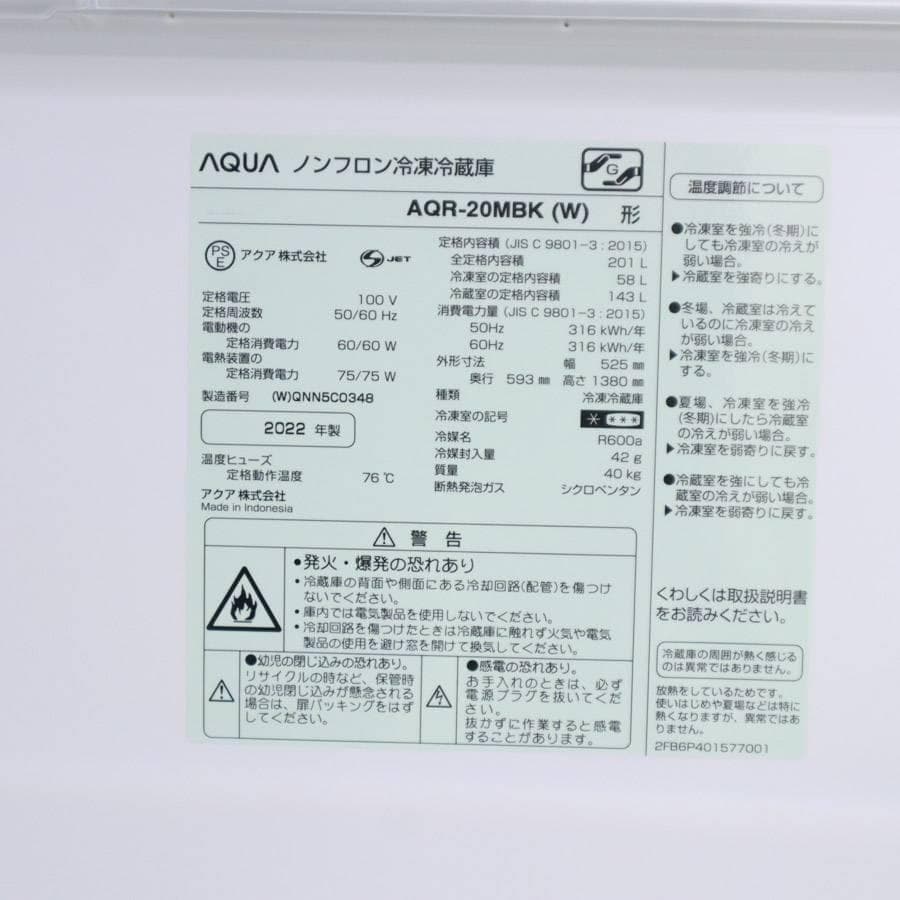 AQUA ノンフロン冷凍冷蔵庫
G
AQR-20MBK (W) 形
PS
E
アクア 株式会社
S JET
定格電圧 100 V
定格周波数 50/60 Hz
電動機の
定格消費電力 60/60 W
電熱装置の
定格消費電力 75/75 W
製造番号 (W)QNN5C0348
2022 年製
温度ヒューズ
定格動作温度 76 ℃
アクア 株式会社
Made in Indonesia
定格内容積 (JIS C 9801-3 : 2015)
全定格内容積 201 L
冷凍室の定格内容積 58 L
冷蔵室の定格内容積 143 L
消費電力量 (JIS C 9801-3 : 2015)
50Hz 316 kWh/年
60Hz 316 kWh/年
外形寸法 幅 525 ㎜
奥行 593 ㎜ 高さ 1380 ㎜
種類 冷凍冷蔵庫
冷凍室の記号 * ***
冷媒名 R600a
冷媒封入量 42 g
質量 40 kg
断熱発泡ガス シクロペンタン
⚠ 警告
●発火・爆発の恐れあり
・冷蔵庫の背面や側面にある冷却回路(配管)を傷つけ
ないでください。
・庫内では電気製品を使用しないでください。
・冷却回路を傷つけたときは冷蔵庫に触れず火気や電気
製品の使用を避け窓を開けて換気してください。
●幼児の閉じ込みの恐れあり。
リサイクルの時など、保管時
の幼児閉じ込みが懸念される
場合は、扉パッキングをはず
してください。
●感電の恐れあり。
お手入れのときは、必ず
電源プラグを抜いてくだ
さい。
抜かずに作業すると感電
することがあります。
温度調節について
●冷凍室を強冷(冬期)に
しても冷凍室の冷えが
弱い場合。
▶冷蔵室を強寄りにする。
●冬場、冷蔵室は冷えて
いるのに冷凍室の冷え
が弱い場合。
▶冷凍室を強冷(冬期)に
する。
●夏場、冷凍室を強冷
(冬期)にしたら冷蔵室
の冷えが弱い場合。
▶冷凍室を弱寄りに戻す。
●冷蔵室を強にしても冷
蔵室の冷えが弱い場合。
▶冷凍室を弱寄りに戻す。
くわしくは取扱説明書
をお読みください。
冷蔵庫の周囲が熱く感じる
のは異常ではありません。
放熱をしているためです。
使いはじめや夏場などは特に
熱くなりますが、異常ではあ
りません。
2FB6P401577001